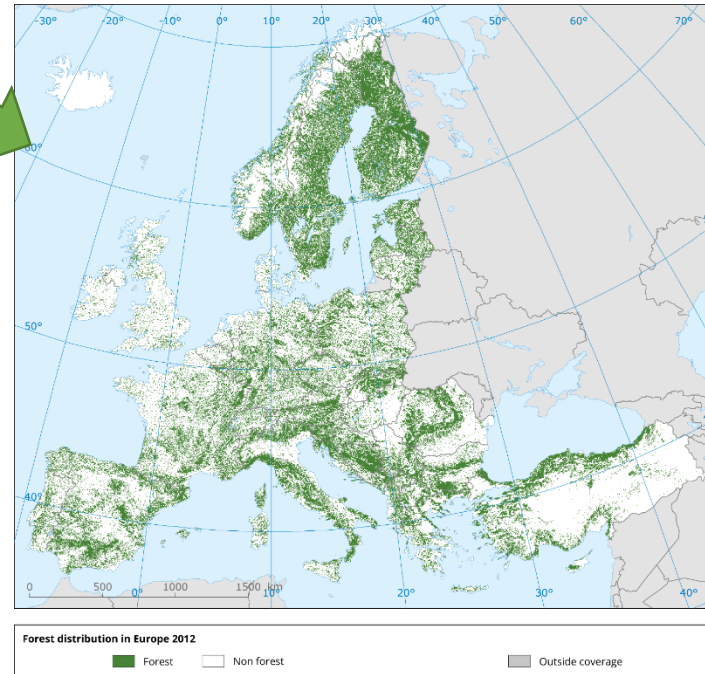 -30° -20° -10° 0° 10° 20° 30° 40° 50° 60° 70°
50°
40°
0 500 1000 1500 km
0° 10° 20° 30° 40°
Forest distribution in Europe 2012
Forest Non forest Outside coverage